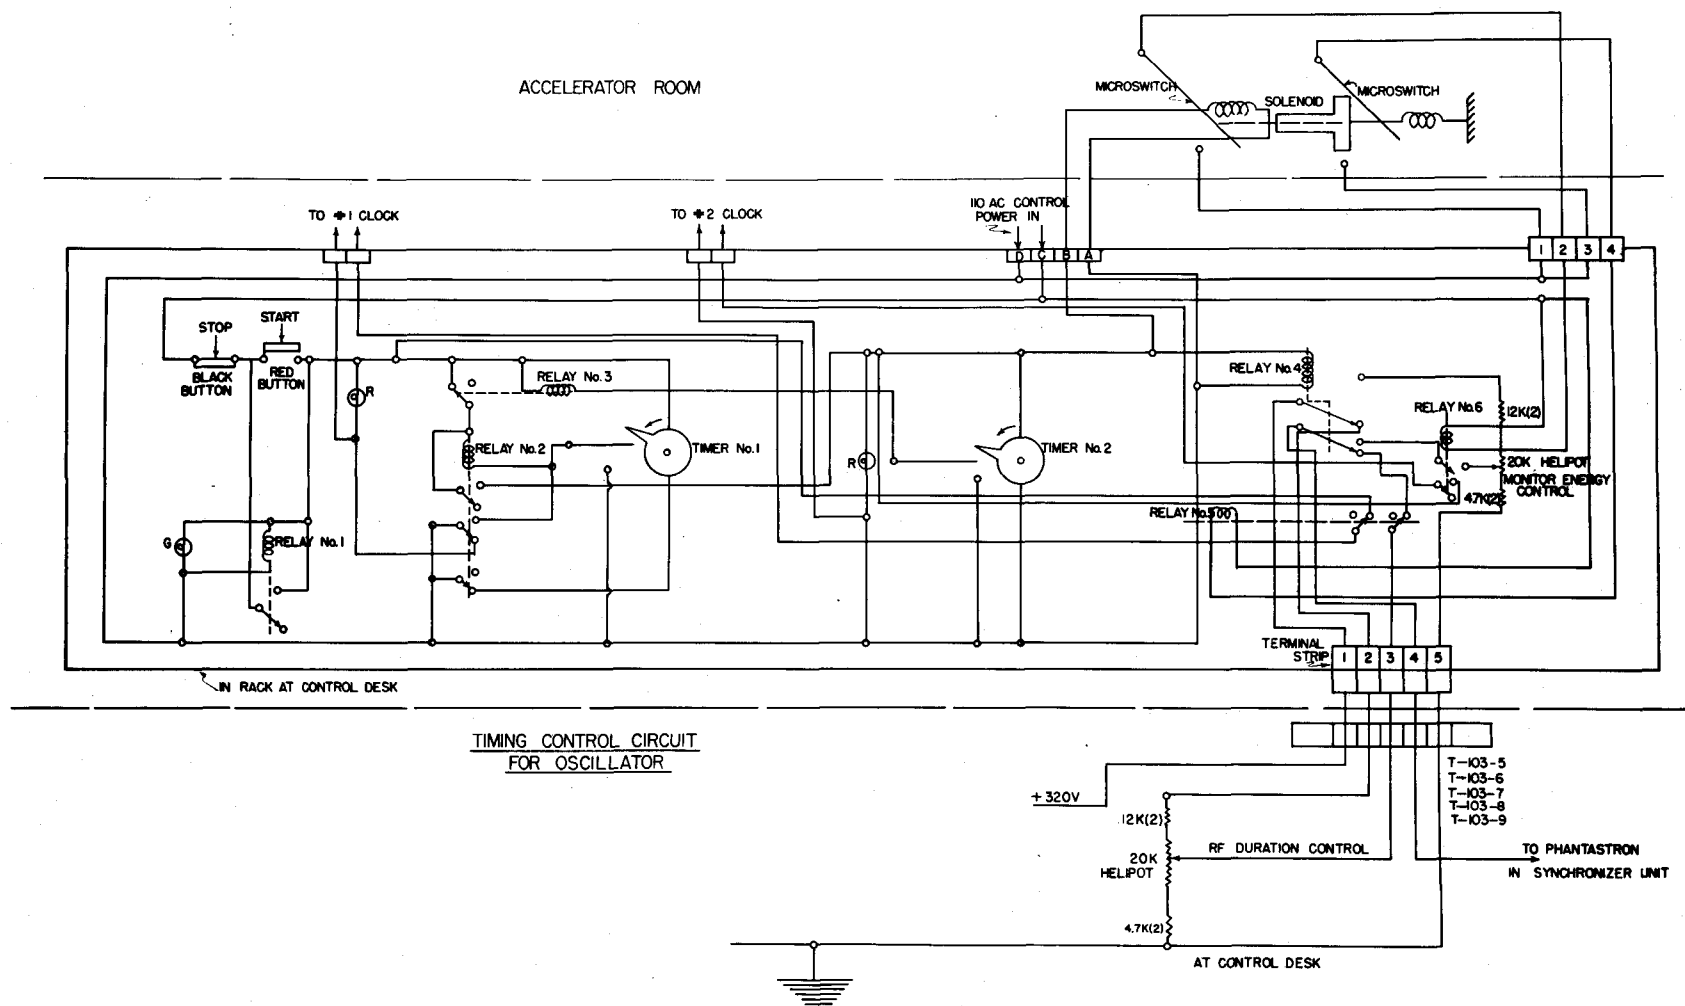 ACCELERATOR ROOM
MICROSWITCH
SOLENOID
MICROSWITCH
TO #1 CLOCK
TO #2 CLOCK
110 AC CONTROL
POWER IN
D C B A
1 2 3 4
STOP
START
BLACK
BUTTON
RED
BUTTON
R
RELAY No. 3
RELAY No. 4
RELAY No. 6
12K(2)
RELAY No. 2
TIMER No. 1
R
TIMER No. 2
20K HELIPOT
MONITOR ENERGY
CONTROL
4.7K(2)
RELAY No. 5
G
RELAY No. 1
TERMINAL
STRIP
1 2 3 4 5
IN RACK AT CONTROL DESK
TIMING CONTROL CIRCUIT
FOR OSCILLATOR
T-103-5
T-103-6
T-103-7
T-103-8
T-103-9
+320V
12K(2)
RF DURATION CONTROL
20K
HELIPOT
TO PHANTASTRON
IN SYNCHRONIZER UNIT
4.7K(2)
AT CONTROL DESK